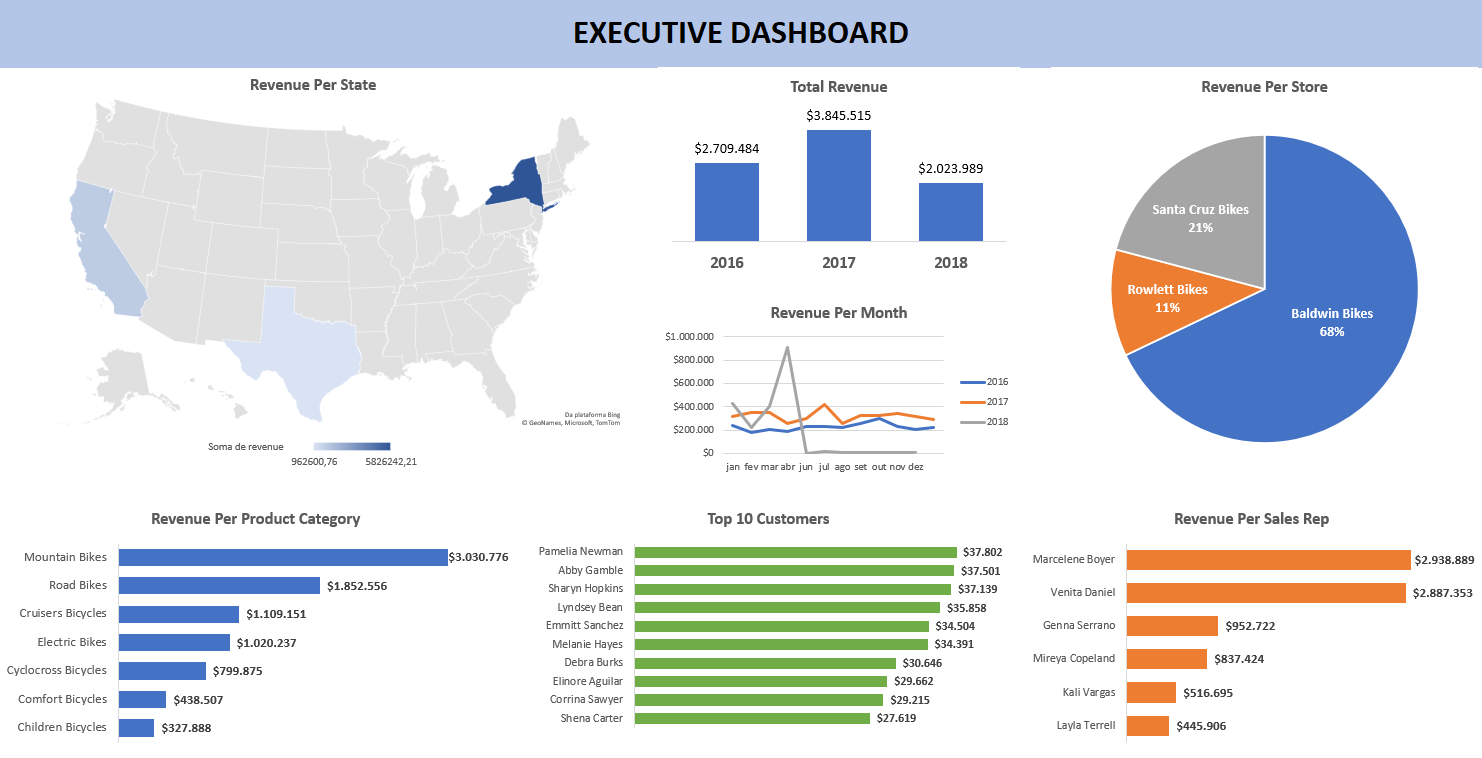 EXECUTIVE DASHBOARD
Revenue Per State
Da plataforma Bing
© GeoNames, Microsoft, TomTom
Soma de revenue
962600,76 5826242,21
Total Revenue
$2.709.484
$3.845.515
$2.023.989
2016 2017 2018
Revenue Per Month
$1.000.000
$800.000
$600.000
$400.000
$200.000
$0
jan fev mar abr jun jul ago set out nov dez
2016
2017
2018
Revenue Per Store
Santa Cruz Bikes
21%
Rowlett Bikes
11%
Baldwin Bikes
68%
Revenue Per Product Category
Mountain Bikes $3.030.776
Road Bikes $1.852.556
Cruisers Bicycles $1.109.151
Electric Bikes $1.020.237
Cyclocross Bicycles $799.875
Comfort Bicycles $438.507
Children Bicycles $327.888
Top 10 Customers
Pamelia Newman $37.802
Abby Gamble $37.501
Sharyn Hopkins $37.139
Lyndsey Bean $35.858
Emmitt Sanchez $34.504
Melanie Hayes $34.391
Debra Burks $30.646
Elinore Aguilar $29.662
Corrina Sawyer $29.215
Shena Carter $27.619
Revenue Per Sales Rep
Marcelene Boyer $2.938.889
Venita Daniel $2.887.353
Genna Serrano $952.722
Mireya Copeland $837.424
Kali Vargas $516.695
Layla Terrell $445.906